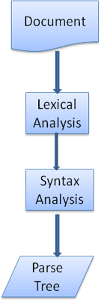 Document
Lexical
Analysis
Syntax
Analysis
Parse
Tree